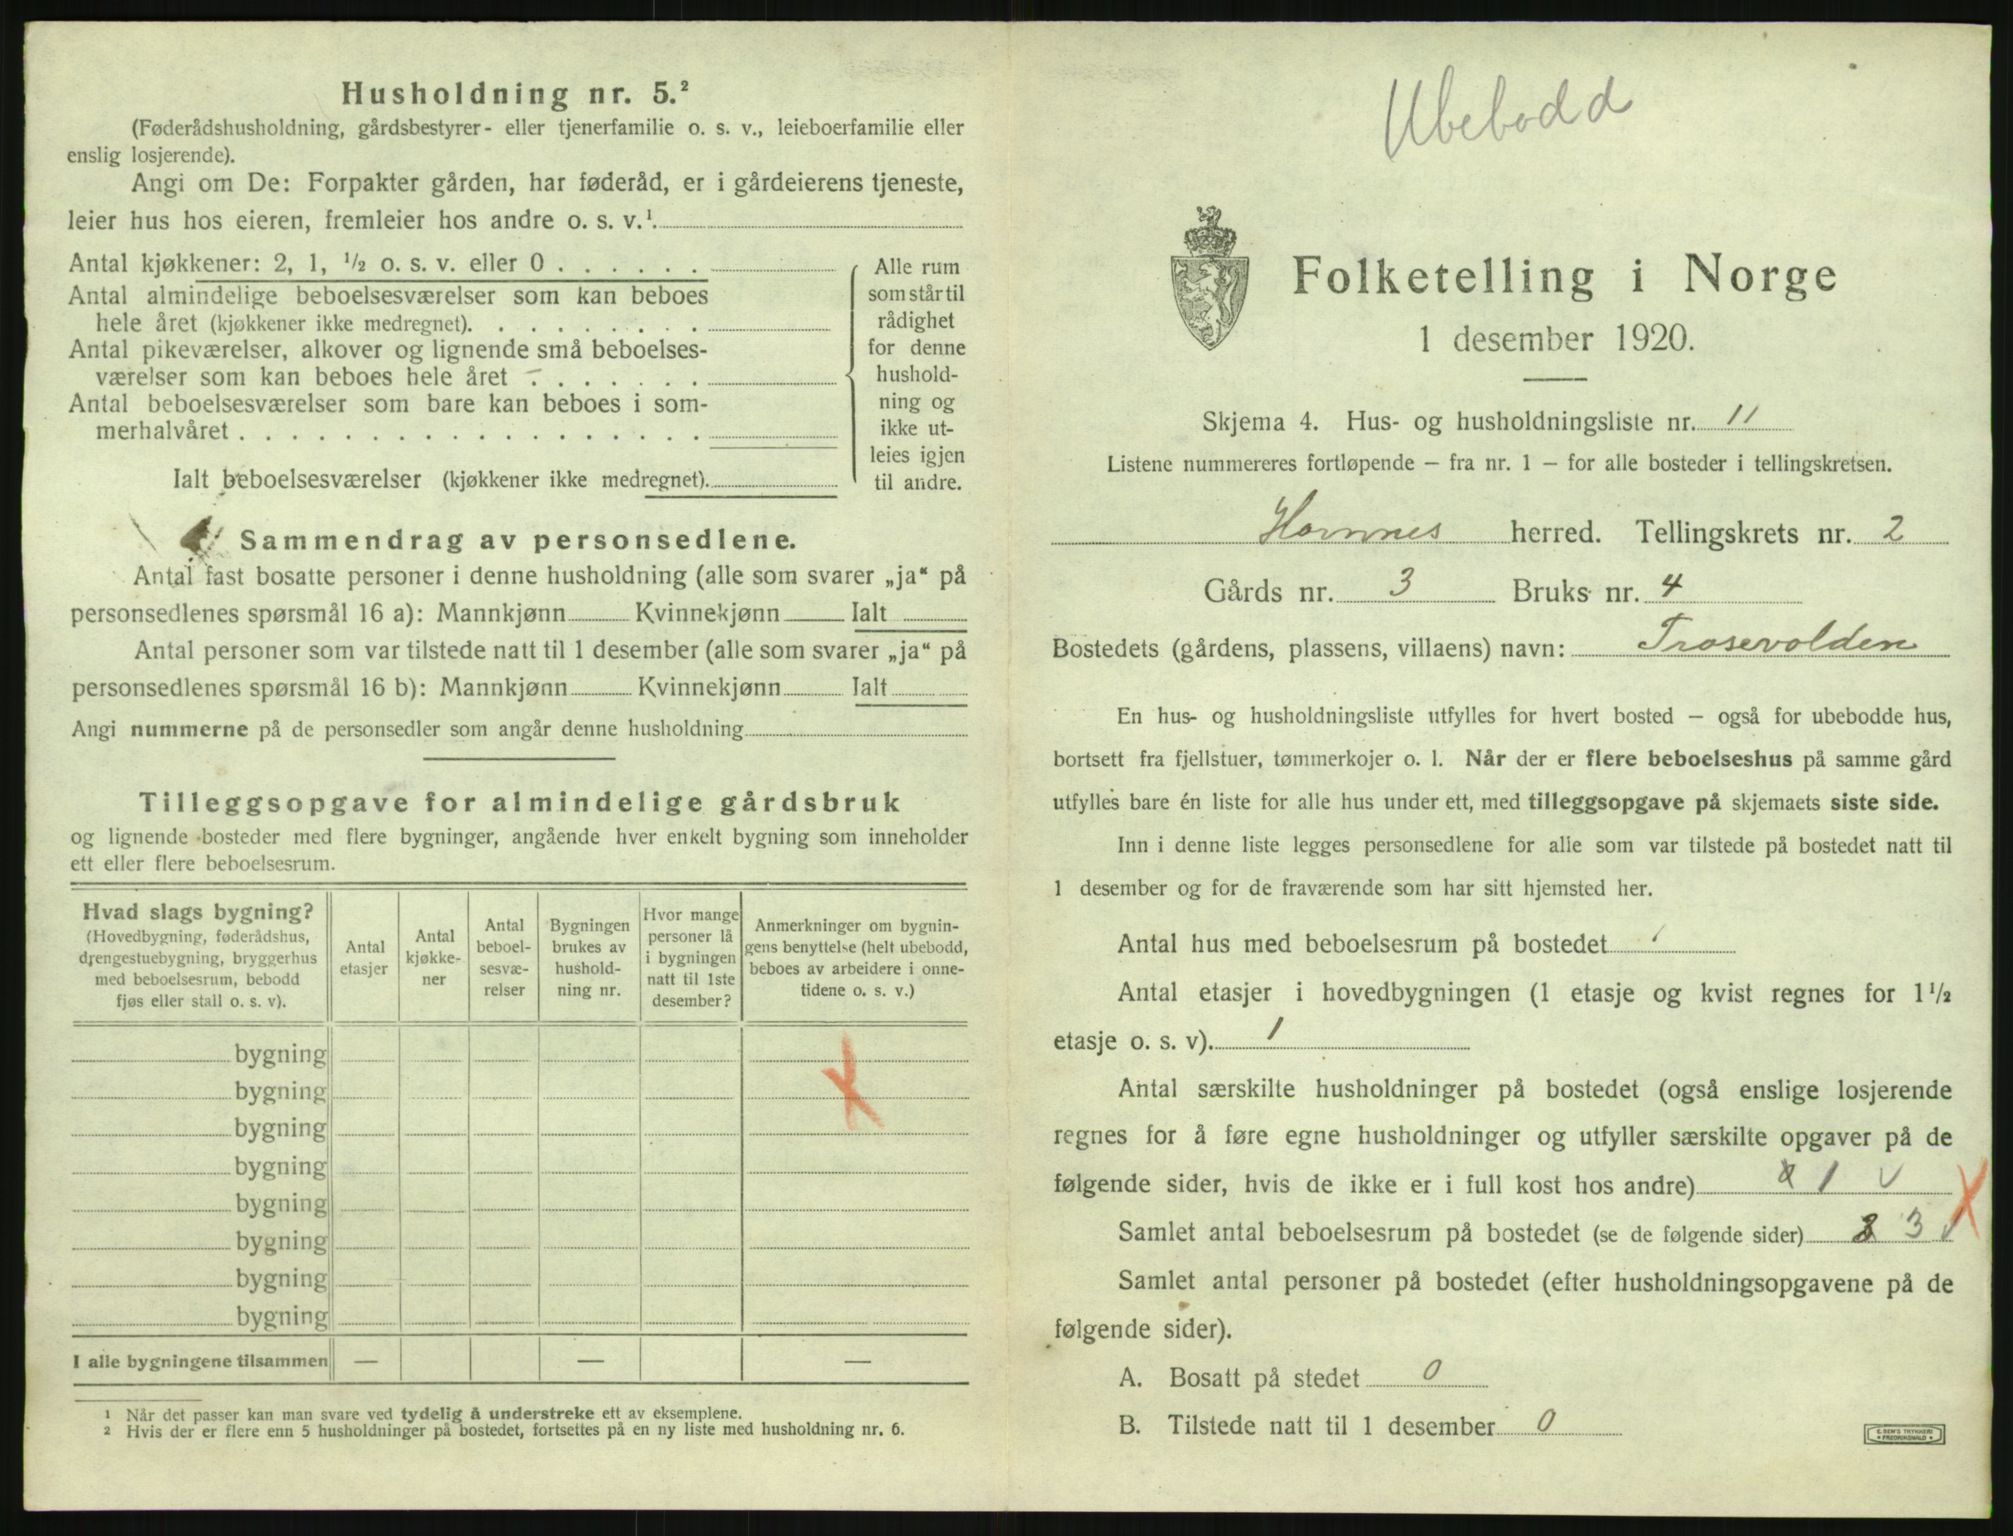 Husholdning nr. 5.²
(Føderådshusholdning, gårdsbestyrer- eller tjenerfamilie o. s. v., leieboerfamilie eller
enslig losjerende).
Angi om De: Forpakter gården, har føderåd, er i gårdeierens tjeneste,
leier hus hos eieren, fremleier hos andre o. s. v.¹
Antal kjøkkener: 2, 1, ½ o. s. v. eller 0 . . . . . .
Antal almindelige beboelsesværelser som kan beboes
hele året (kjøkkener ikke medregnet). . . . . . . . .
Antal pikeværelser, alkover og lignende små beboelses-
værelser som kan beboes hele året . . . . . . .
Antal beboelsesværelser som bare kan beboes i som-
merhalvåret . . . . . . . . . . . . . . . . . .
Ialt beboelsesværelser (kjøkkener ikke medregnet).
Alle rum
som står til
rådighet
for denne
hushold-
ning og
ikke ut-
leies igjen
til andre.
Sammendrag av personsedlene.
Antal fast bosatte personer i denne husholdning (alle som svarer „ja“ på
personsedlenes spørsmål 16 a): Mannkjønn Kvinnekjønn Ialt
Antal personer som var tilstede natt til 1 desember (alle som svarer „ja“ på
personsedlenes spørsmål 16 b): Mannkjønn Kvinnekjønn Ialt
Angi nummerne på de personsedler som angår denne husholdning
Tilleggsopgave for almindelige gårdsbruk
og lignende bosteder med flere bygninger, angående hver enkelt bygning som inneholder
ett eller flere beboelsesrum.
Hvad slags bygning?
(Hovedbygning, føderådshus,
drengestuebygning, bryggerhus
med beboelsesrum, bebodd
fjøs eller stall o. s. v).
Antal
etasjer
Antal
kjøkke-
ner
Antal
beboel-
sesvæ-
relser
Bygningen
brukes av
hushold-
ning nr.
Hvor mange
personer lå
i bygningen
natt til 1ste
desember?
Anmerkninger om bygnin-
gens benyttelse (helt ubebodd,
beboes av arbeidere i onne-
tidene o. s. v.)
bygning
bygning
bygning
bygning
bygning
bygning
bygning
bygning
I alle bygningene tilsammen — — —
¹ Når det passer kan man svare ved tydelig å understreke ett av eksemplene.
² Hvis der er flere enn 5 husholdninger på bostedet, fortsettes på en ny liste med husholdning nr. 6.
Ubebodd
Folketelling i Norge
1 desember 1920.
Skjema 4. Hus- og husholdningsliste nr. 11
Listene nummereres fortløpende – fra nr. 1 – for alle bosteder i tellingskretsen.
Hornnes herred. Tellingskrets nr. 2
Gårds nr. 3 Bruks nr. 4
Bostedets (gårdens, plassens, villaens) navn: Trosevolden
En hus- og husholdningsliste utfylles for hvert bosted – også for ubebodde hus,
bortsett fra fjellstuer, tømmerkojer o. l. Når der er flere beboelseshus på samme gård
utfylles bare én liste for alle hus under ett, med tilleggsopgave på skjemaets siste side.
Inn i denne liste legges personsedlene for alle som var tilstede på bostedet natt til
1 desember og for de fraværende som har sitt hjemsted her.
Antal hus med beboelsesrum på bostedet 1
Antal etasjer i hovedbygningen (1 etasje og kvist regnes for 1½
etasje o. s. v). 1
Antal særskilte husholdninger på bostedet (også enslige losjerende
regnes for å føre egne husholdninger og utfyller særskilte opgaver på de
følgende sider, hvis de ikke er i full kost hos andre) 1 v
Samlet antal beboelsesrum på bostedet (se de følgende sider) 3 v
Samlet antal personer på bostedet (efter husholdningsopgavene på de
følgende sider).
A. Bosatt på stedet 0
B. Tilstede natt til 1 desember 0